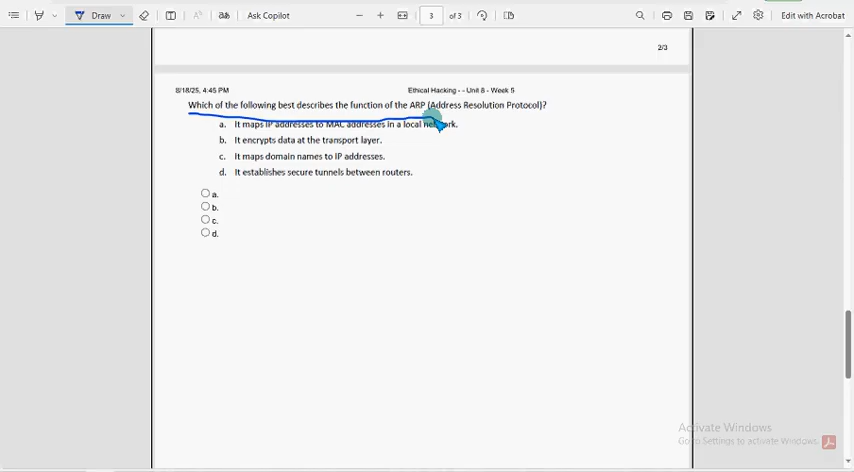 Draw
Ask Copilot
3 of 3
Edit with Acrobat
2/3
8/18/25, 4:45 PM
Ethical Hacking - - Unit 8 - Week 5
Which of the following best describes the function of the ARP (Address Resolution Protocol)?
a. It maps IP addresses to MAC addresses in a local network.
b. It encrypts data at the transport layer.
c. It maps domain names to IP addresses.
d. It establishes secure tunnels between routers.
a.
b.
c.
d.
Activate Windows
Go to Settings to activate Windows.